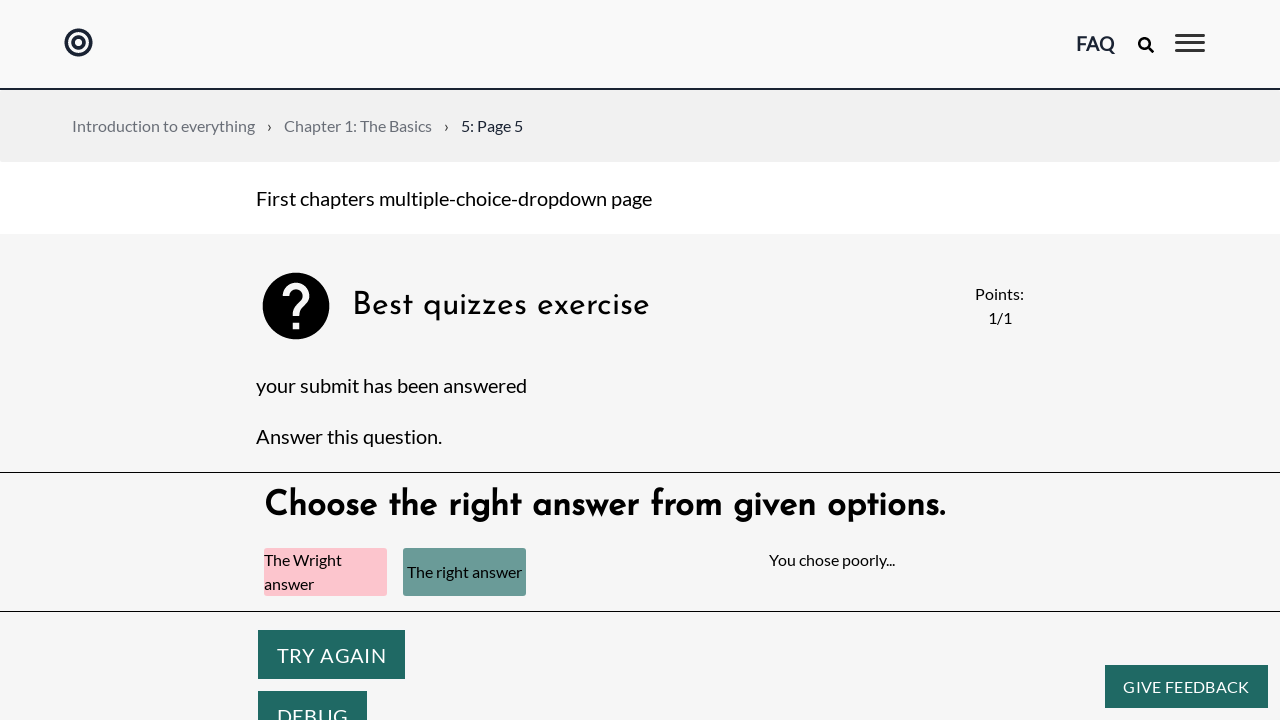 FAQ
Introduction to everything › Chapter 1: The Basics › 5: Page 5
First chapters multiple-choice-dropdown page
Best quizzes exercise
Points:
1/1
your submit has been answered
Answer this question.
Choose the right answer from given options.
The Wright
answer
The right answer
You chose poorly...
TRY AGAIN
GIVE FEEDBACK
DEBUG